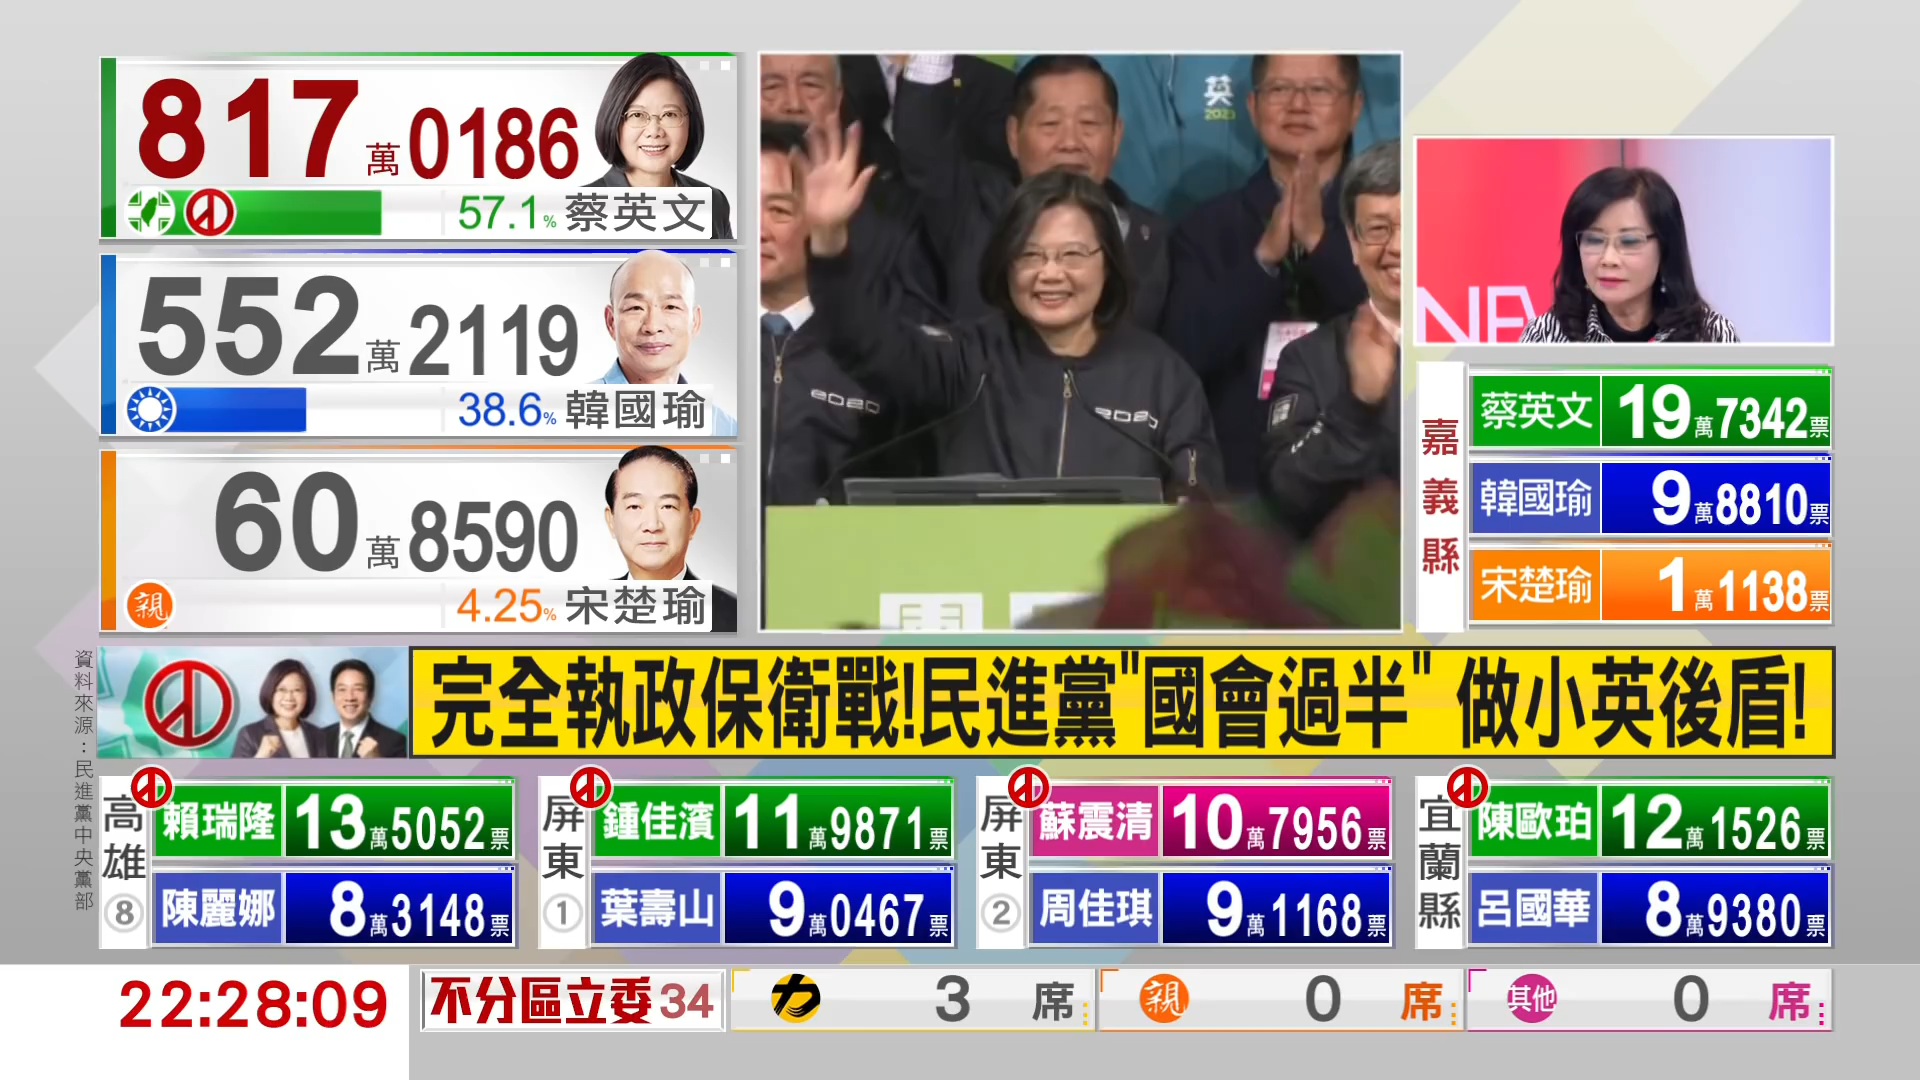 817萬0186
57.1% 蔡英文
552萬2119
38.6% 韓國瑜
60萬8590
親 4.25% 宋楚瑜
英
2020
2020
NE
嘉義縣
蔡英文 19萬7342票
韓國瑜 9萬8810票
宋楚瑜 1萬1138票
資料來源：民進黨中央黨部
完全執政保衛戰!民進黨"國會過半" 做小英後盾!
高雄⑧
賴瑞隆 13萬5052票
陳麗娜 8萬3148票
屏東①
鍾佳濱 11萬9871票
葉壽山 9萬0467票
屏東②
蘇震清 10萬7956票
周佳琪 9萬1168票
宜蘭縣
陳歐珀 12萬1526票
呂國華 8萬9380票
22:28:09
不分區立委34
力 3席
親 0席
其他 0席